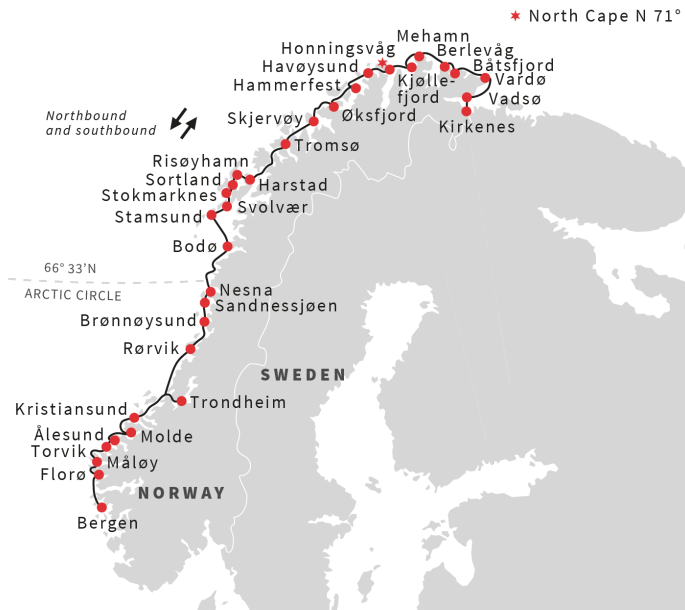 North Cape N 71°
Mehamn
Honningsvåg
Berlevåg
Havøysund
Båtsfjord
Hammerfest
Kjølle-
fjord
Vardø
Vadsø
Northbound
and southbound
Skjervøy
Øksfjord
Kirkenes
Tromsø
Risøyhamn
Sortland
Harstad
Stokmarknes
Svolvær
Stamsund
Bodø
66° 33’N
ARCTIC CIRCLE
Nesna
Sandnessjøen
Brønnøysund
Rørvik
SWEDEN
Trondheim
Kristiansund
Ålesund
Molde
Torvik
Måløy
Florø
NORWAY
Bergen